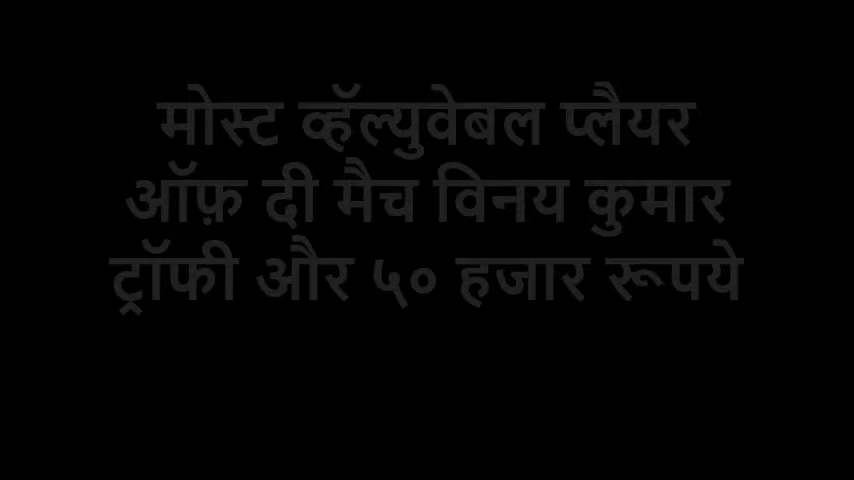 मोस्ट व्हॅल्युवेबल प्लैयर
ऑफ़ दी मैच विनय कुमार
ट्रॉफी और ५० हजार रूपये